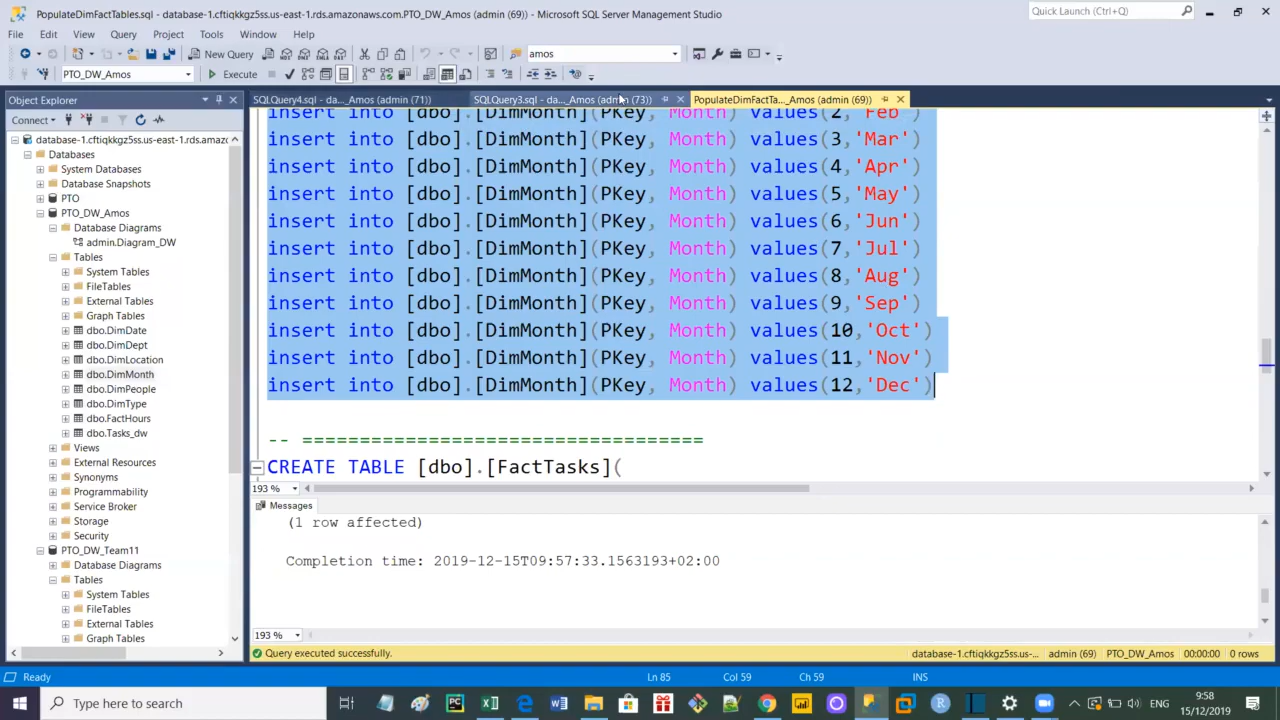 PopulateDimFactTables.sql - database-1.cftiqkkgz5ss.us-east-1.rds.amazonaws.com.PTO_DW_Amos (admin (69)) - Microsoft SQL Server Management Studio
Quick Launch (Ctrl+Q)
File Edit View Query Project Tools Window Help
New Query
amos
PTO_DW_Amos
Execute
Object Explorer
SQLQuery4.sql - da..._Amos (admin (71))
SQLQuery3.sql - da..._Amos (admin (73))
PopulateDimFactTa..._Amos (admin (69))
Connect
database-1.cftiqkkgz5ss.us-east-1.rds.amazo
Databases
System Databases
Database Snapshots
PTO
PTO_DW_Amos
Database Diagrams
admin.Diagram_DW
Tables
System Tables
FileTables
External Tables
Graph Tables
dbo.DimDate
dbo.DimDept
dbo.DimLocation
dbo.DimMonth
dbo.DimPeople
dbo.DimType
dbo.FactHours
dbo.Tasks_dw
Views
External Resources
Synonyms
Programmability
Service Broker
Storage
Security
PTO_DW_Team11
Database Diagrams
Tables
System Tables
FileTables
External Tables
Graph Tables
insert into [dbo].[DimMonth](PKey, Month) values(2,'Feb')
insert into [dbo].[DimMonth](PKey, Month) values(3,'Mar')
insert into [dbo].[DimMonth](PKey, Month) values(4,'Apr')
insert into [dbo].[DimMonth](PKey, Month) values(5,'May')
insert into [dbo].[DimMonth](PKey, Month) values(6,'Jun')
insert into [dbo].[DimMonth](PKey, Month) values(7,'Jul')
insert into [dbo].[DimMonth](PKey, Month) values(8,'Aug')
insert into [dbo].[DimMonth](PKey, Month) values(9,'Sep')
insert into [dbo].[DimMonth](PKey, Month) values(10,'Oct')
insert into [dbo].[DimMonth](PKey, Month) values(11,'Nov')
insert into [dbo].[DimMonth](PKey, Month) values(12,'Dec')
-- ===================================
CREATE TABLE [dbo].[FactTasks](
193 %
Messages
(1 row affected)
Completion time: 2019-12-15T09:57:33.1563193+02:00
193 %
Query executed successfully.
database-1.cftiqkkgz5ss.us-... admin (69) PTO_DW_Amos 00:00:00 0 rows
Ready
Ln 85 Col 59 Ch 59 INS
Type here to search
ENG
9:58
15/12/2019